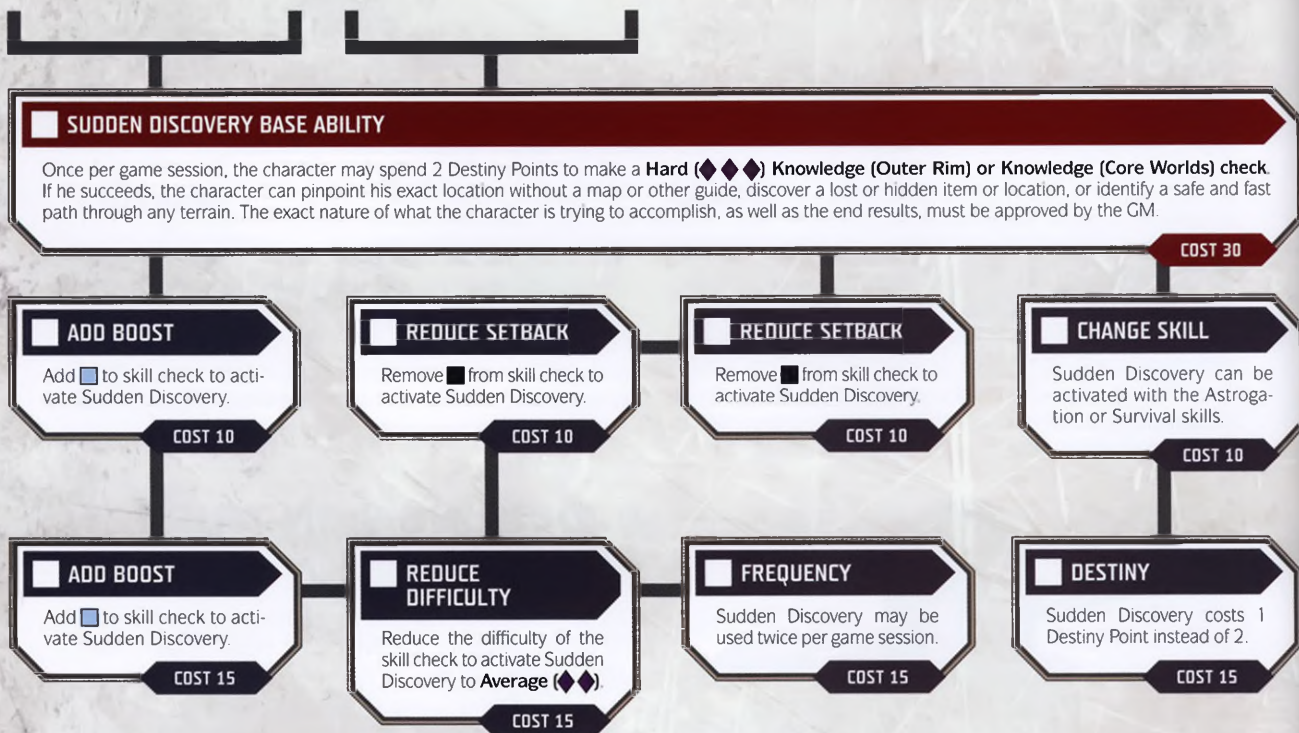 SUDDEN DISCOVERY BASE ABILITY
Once per game session, the character may spend 2 Destiny Points to make a Hard (♦ ♦ ♦) Knowledge (Outer Rim) or Knowledge (Core Worlds) check.
If he succeeds, the character can pinpoint his exact location without a map or other guide, discover a lost or hidden item or location, or identify a safe and fast
path through any terrain. The exact nature of what the character is trying to accomplish, as well as the end results, must be approved by the GM.
COST 30
ADD BOOST
Add to skill check to acti-
vate Sudden Discovery.
COST 10
REDUCE SETBACK
Remove from skill check to
activate Sudden Discovery.
COST 10
REDUCE SETBACK
Remove from skill check to
activate Sudden Discovery.
COST 10
CHANGE SKILL
Sudden Discovery can be
activated with the Astroga-
tion or Survival skills.
COST 10
ADD BOOST
Add to skill check to acti-
vate Sudden Discovery.
COST 15
REDUCE
DIFFICULTY
Reduce the difficulty of the
skill check to activate Sudden
Discovery to Average (♦♦).
COST 15
FREQUENCY
Sudden Discovery may be
used twice per game session.
COST 15
DESTINY
Sudden Discovery costs 1
Destiny Point instead of 2.
COST 15